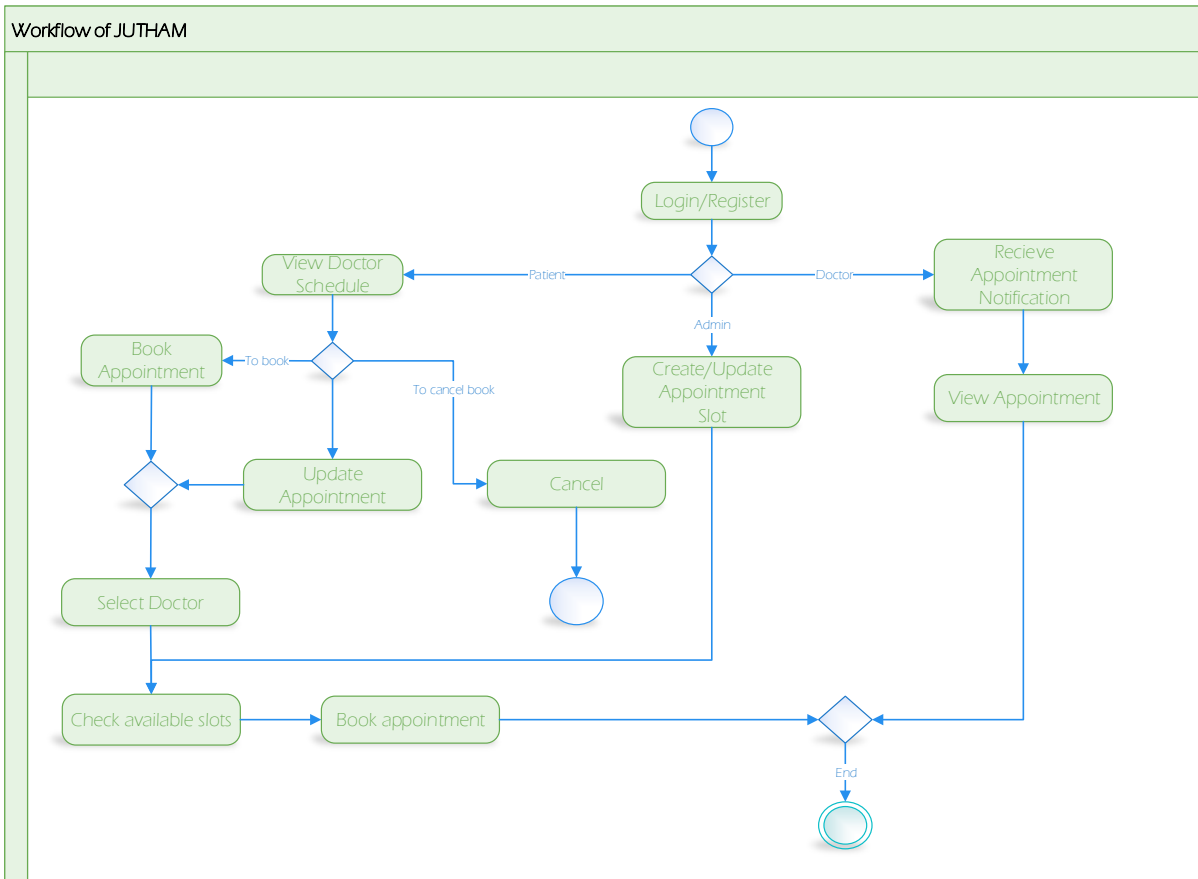 Workflow of JUTHAM
Login/Register
View Doctor
Schedule
Patient
Doctor
Recieve
Appointment
Notification
Admin
Book
Appointment
To book
To cancel book
Create/Update
Appointment
Slot
View Appointment
Update
Appointment
Cancel
Select Doctor
Check available slots
Book appointment
End